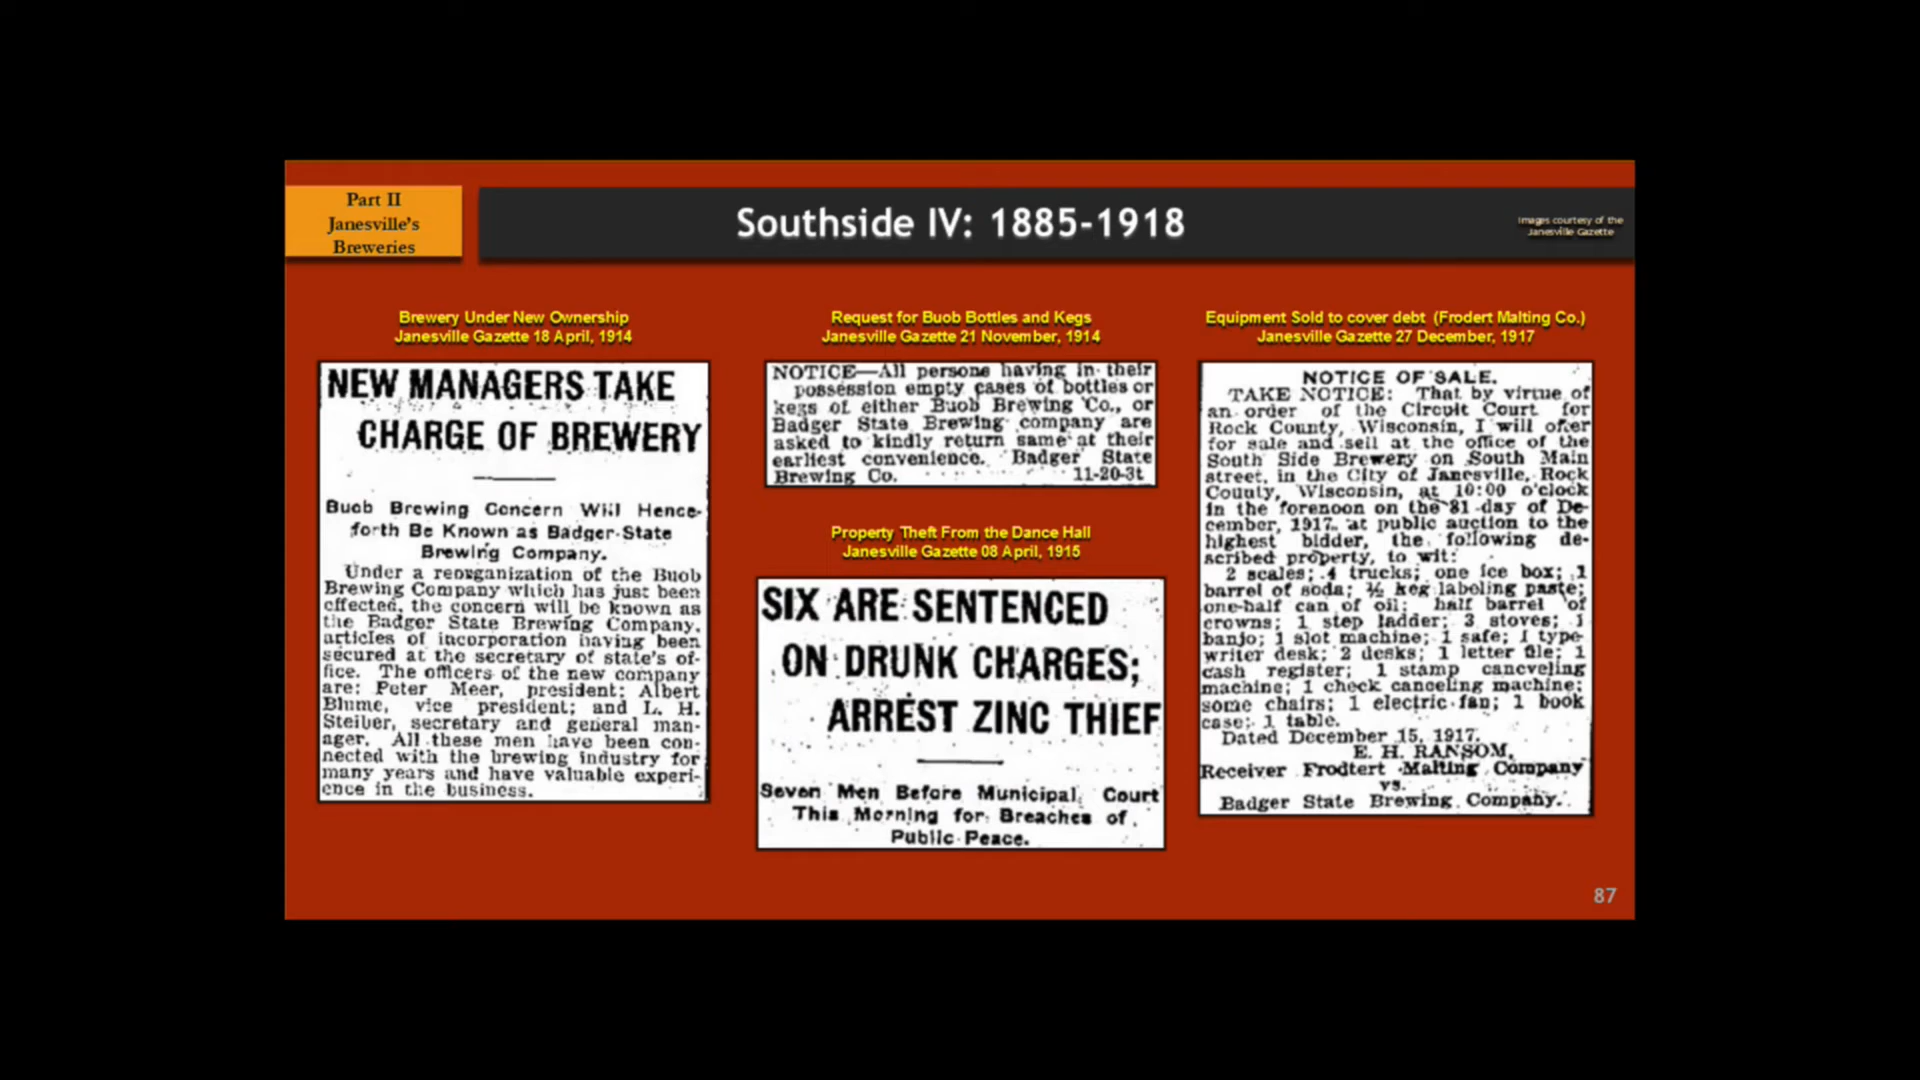 Part II
Janesville's
Breweries
Southside IV: 1885-1918
Images courtesy of the
Janesville Gazette
Brewery Under New Ownership
Janesville Gazette 18 April, 1914
NEW MANAGERS TAKE
CHARGE OF BREWERY
Buob Brewing Concern Will Hence-
forth Be Known as Badger State
Brewing Company.
Under a reorganization of the Buob
Brewing Company which has just been
effected, the concern will be known as
the Badger State Brewing Company,
articles of incorporation having been
secured at the secretary of state's of-
fice. The officers of the new company
are: Peter Meer, president; Albert
Blume, vice president; and L. H.
Steiber, secretary and general man-
ager. All these men have been con-
nected with the brewing industry for
many years and have valuable experi-
ence in the business.
Request for Buob Bottles and Kegs
Janesville Gazette 21 November, 1914
NOTICE—All persons having in their
possession empty cases of bottles or
kegs of either Buob Brewing Co., or
Badger State Brewing company are
asked to kindly return same at their
earliest convenience. Badger State
Brewing Co. 11-20-3t
Property Theft From the Dance Hall
Janesville Gazette 08 April, 1915
SIX ARE SENTENCED
ON DRUNK CHARGES;
ARREST ZINC THIEF
Seven Men Before Municipal Court
This Morning for Breaches of
Public Peace.
Equipment Sold to cover debt (Frodert Malting Co.)
Janesville Gazette 27 December, 1917
NOTICE OF SALE.
TAKE NOTICE: That by virtue of
an order of the Circuit Court for
Rock County, Wisconsin, I will offer
for sale and sell at the office of the
South Side Brewery on South Main
street, in the City of Janesville, Rock
County, Wisconsin, at 10:00 o'clock
in the forenoon on the 31 day of De-
cember, 1917, at public auction to the
highest bidder, the following de-
scribed property, to wit:
2 scales; 4 trucks; one ice box; 1
barrel of soda; ½ keg labeling paste;
one-half can of oil; half barrel of
crowns; 1 step ladder; 3 stoves; 1
banjo; 1 slot machine; 1 safe; 1 type-
writer desk; 2 desks; 1 letter file; 1
cash register; 1 stamp cancveling
machine; 1 check canceling machine;
some chairs; 1 electric fan; 1 book
case; 1 table.
Dated December 15, 1917.
E. H. RANSOM,
Receiver Frodtert Malting Company
vs.
Badger State Brewing Company.
87